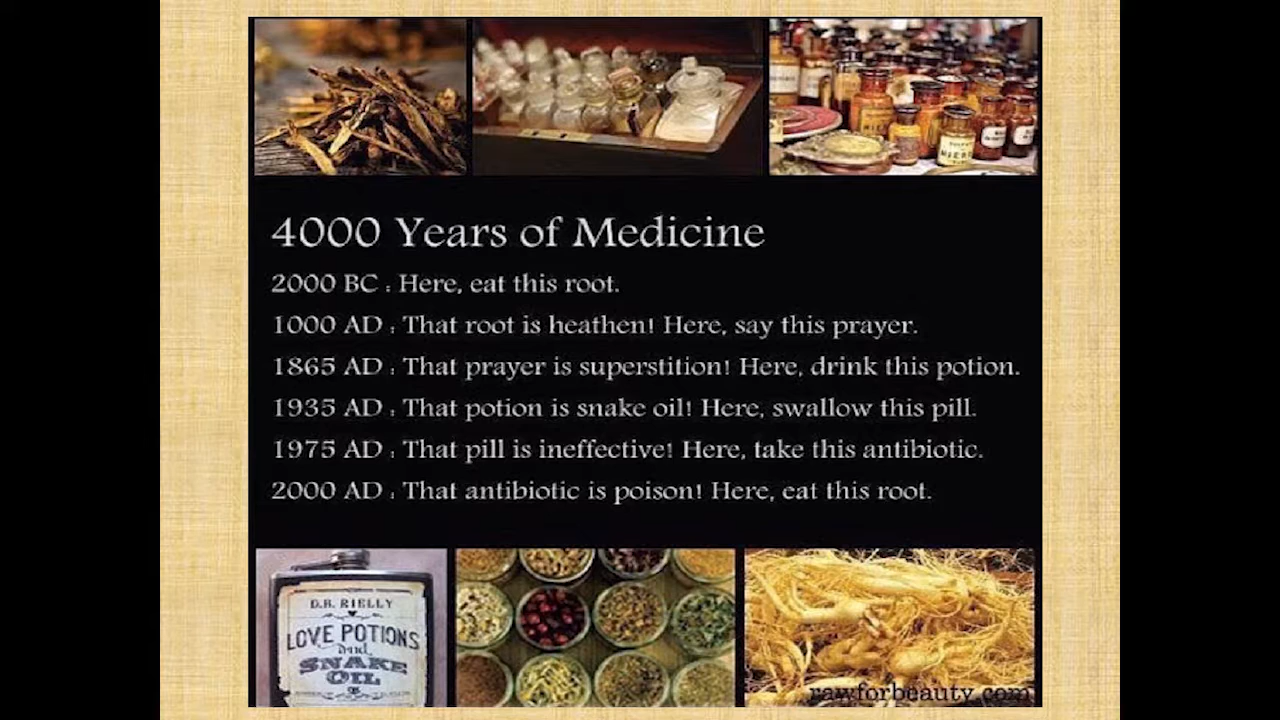 4000 Years of Medicine
2000 BC : Here, eat this root.
1000 AD : That root is heathen! Here, say this prayer.
1865 AD : That prayer is superstition! Here, drink this potion.
1935 AD : That potion is snake oil! Here, swallow this pill.
1975 AD : That pill is ineffective! Here, take this antibiotic.
2000 AD : That antibiotic is poison! Here, eat this root.
D.B. RIELLY
LOVE POTIONS
and
SNAKE
OIL
rawforbeauty.com